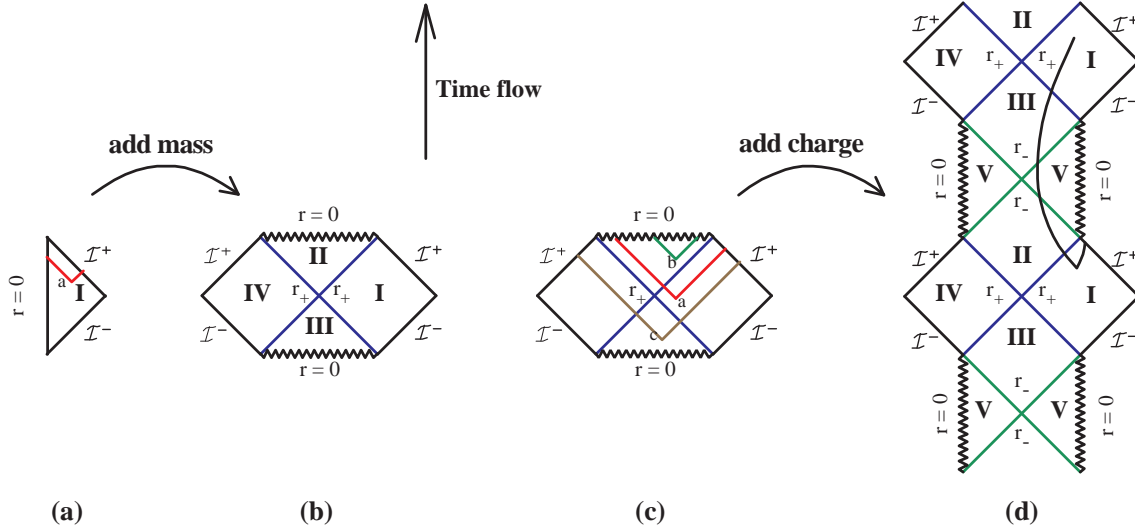 Time flow
add mass
add charge
r = 0
ℐ+
a
I
ℐ−
(a)
r = 0
ℐ+
ℐ+
II
IV
r+
r+
I
III
ℐ−
ℐ−
r = 0
(b)
r = 0
ℐ+
ℐ+
b
r+
a
c
ℐ−
ℐ−
r = 0
(c)
ℐ+
II
ℐ+
IV
r+
r+
I
ℐ−
III
ℐ−
r = 0
r-
V
V
r = 0
r-
ℐ+
II
ℐ+
IV
r+
r+
I
ℐ−
III
ℐ−
r = 0
r-
V
V
r = 0
r-
(d)